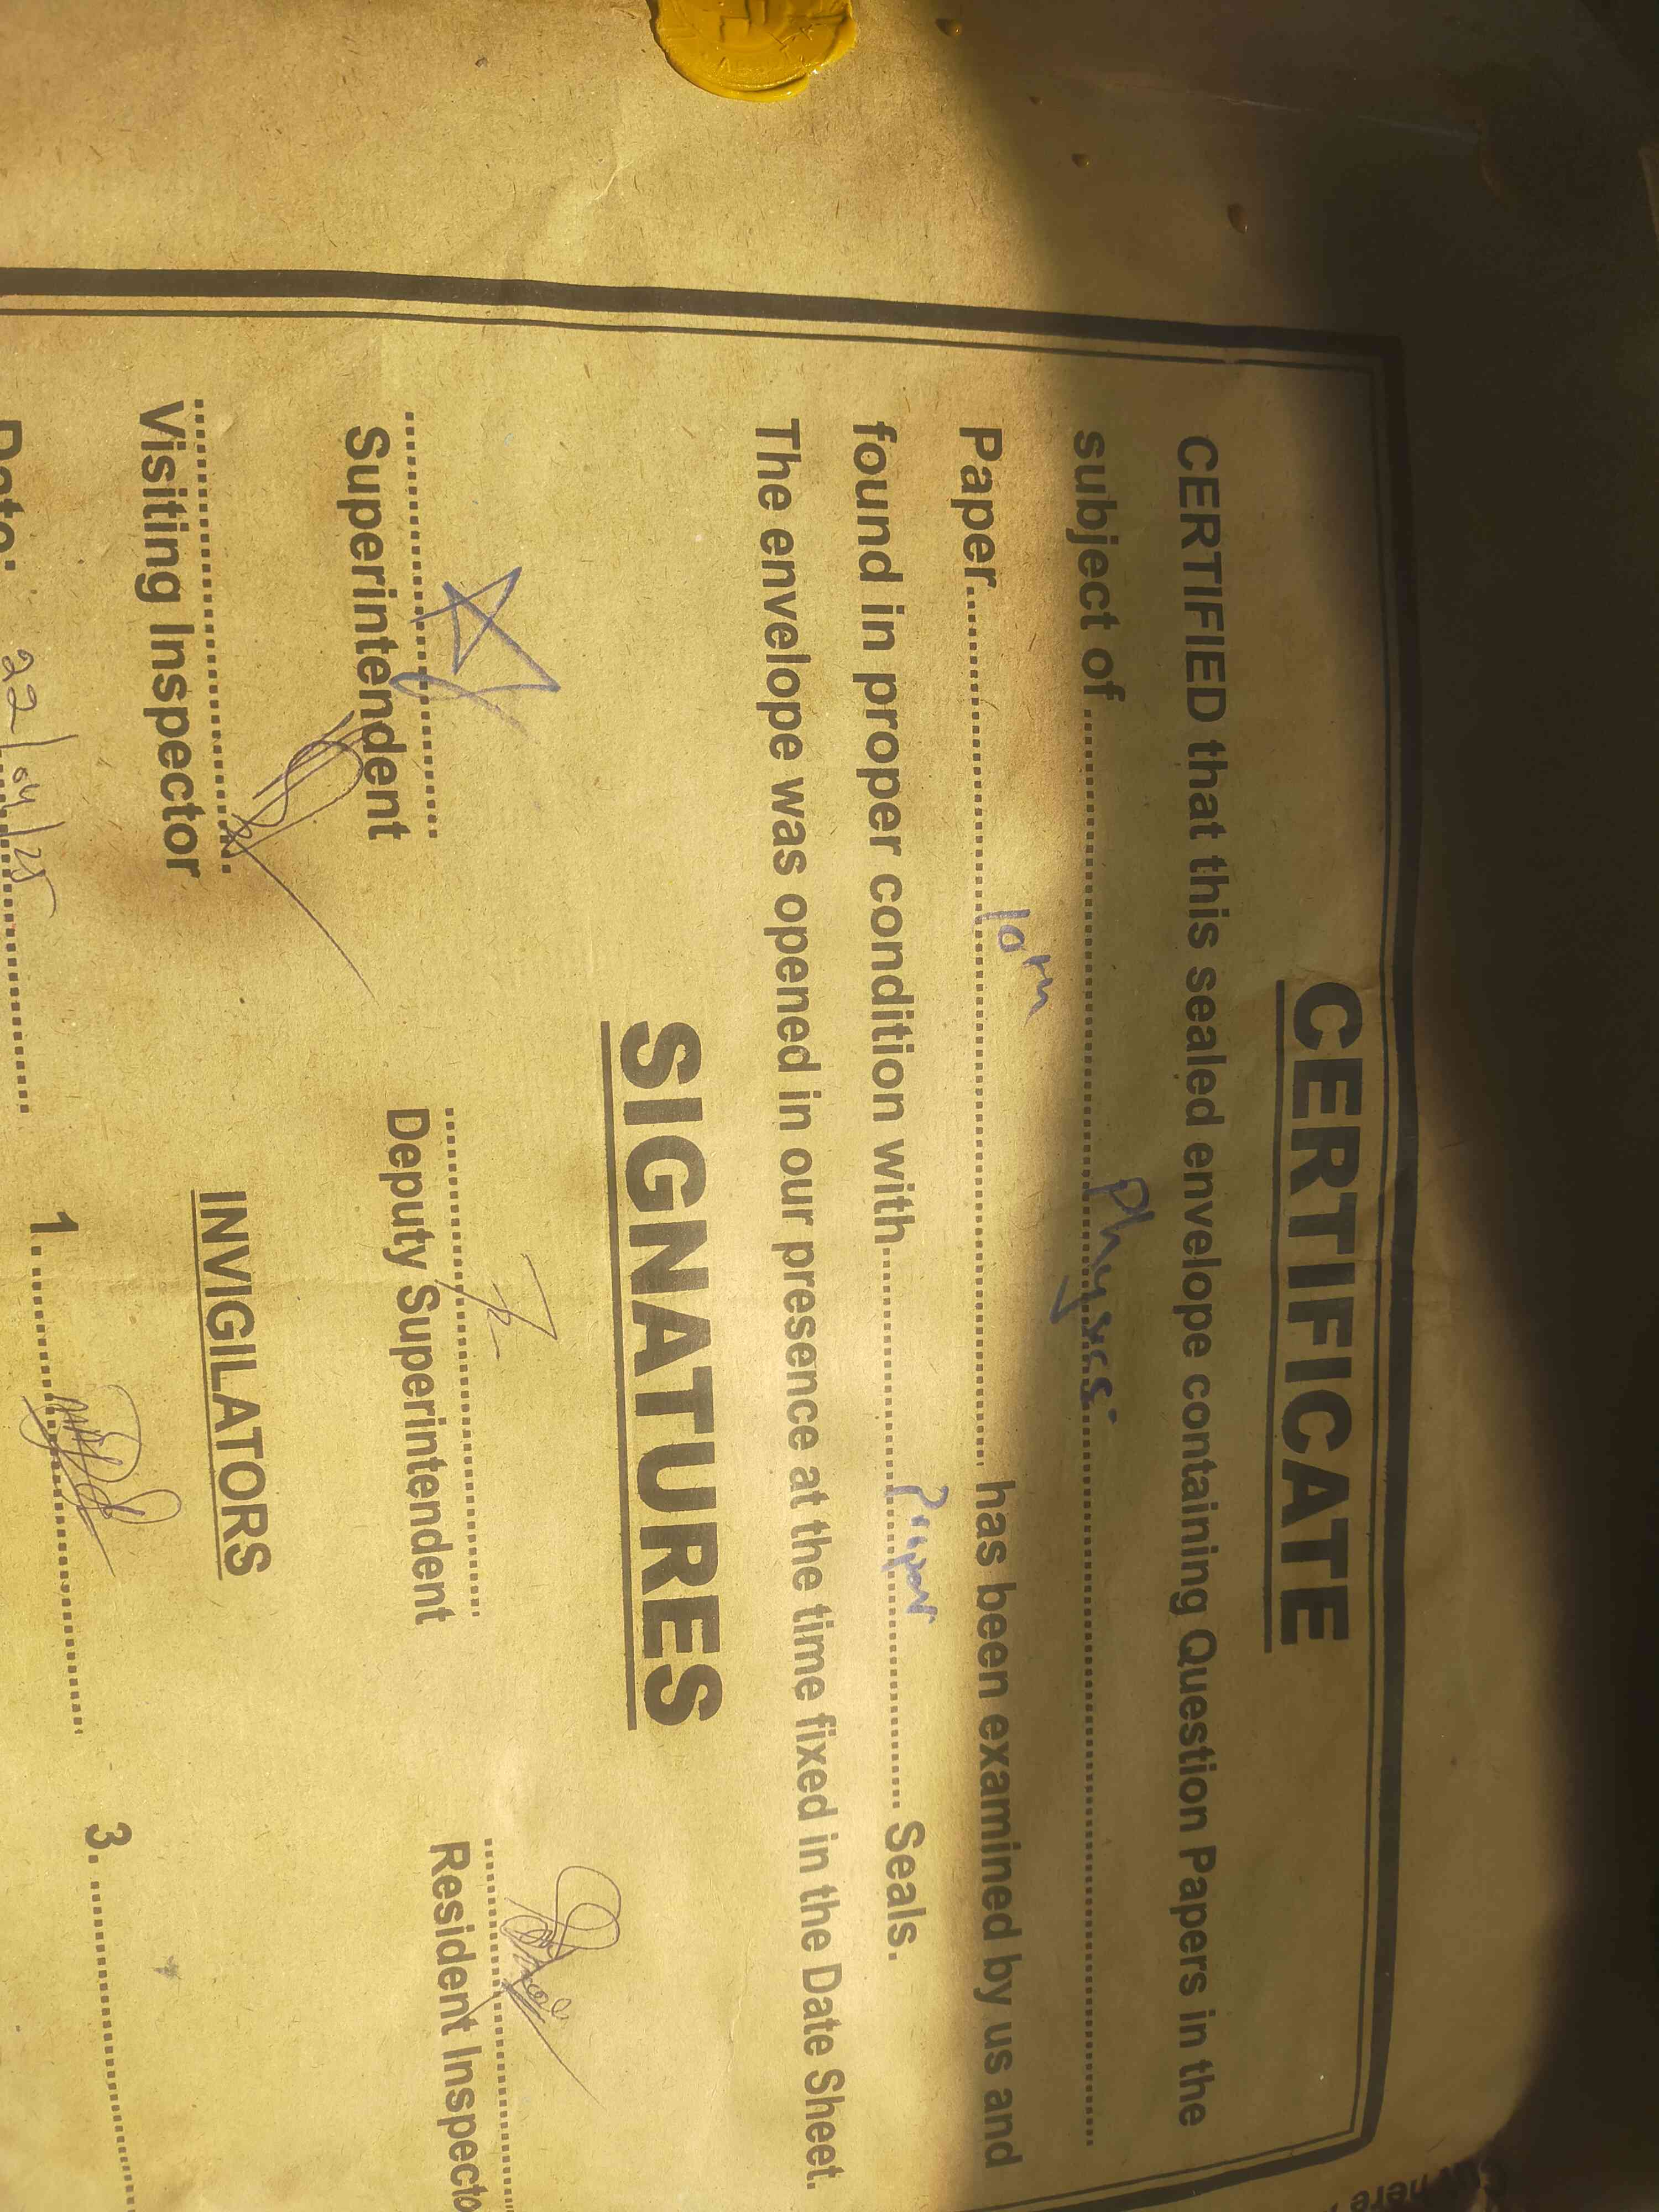 CERTIFICATE
CERTIFIED that this sealed envelope containing Question Papers in the
subject of ........ Physics ........
Paper ........ 10th ........ has been examined by us and
found in proper condition with ........ Proper ........ Seals.
The envelope was opened in our presence at the time fixed in the Date Sheet.
SIGNATURES
Superintendent Deputy Superintendent Resident Inspecto
Visiting Inspector INVIGILATORS
Date: 22/04/25 1. 3.